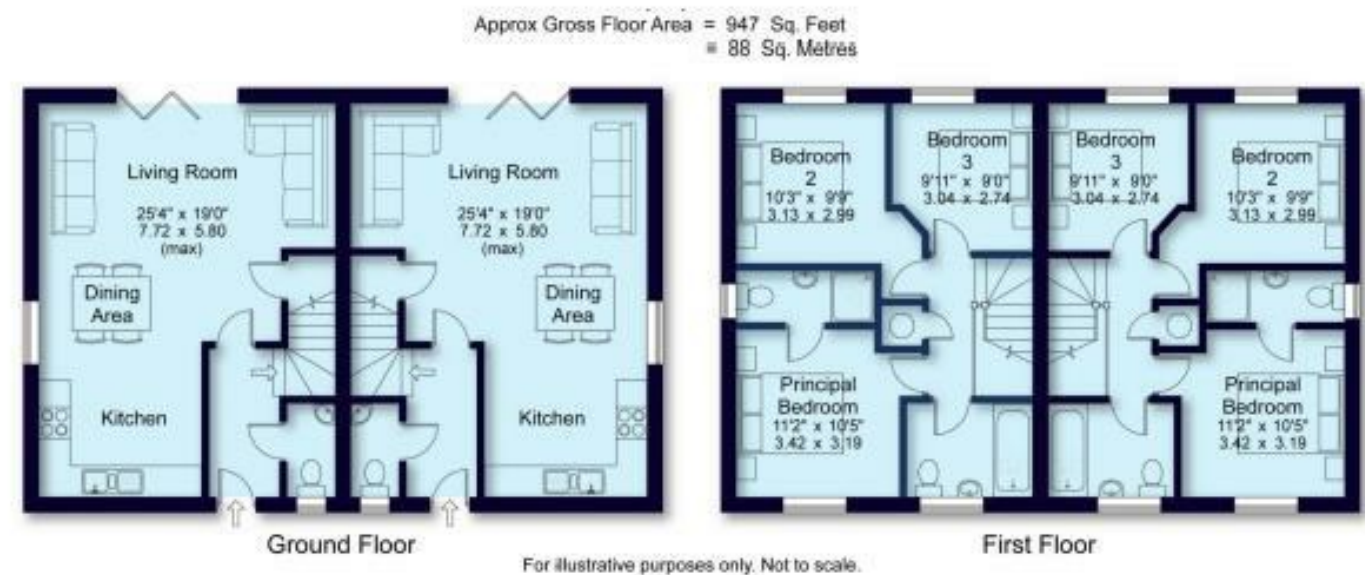 Approx Gross Floor Area = 947 Sq. Feet
= 88 Sq. Metres
Living Room
25'4" x 19'0"
7.72 x 5.80
(max)
Dining
Area
Kitchen
Living Room
25'4" x 19'0"
7.72 x 5.80
(max)
Dining
Area
Kitchen
Ground Floor
Bedroom
2
10'3" x 9'9"
3.13 x 2.99
Bedroom
3
9'11" x 9'0"
3.04 x 2.74
Bedroom
3
9'11" x 9'0"
3.04 x 2.74
Bedroom
2
10'3" x 9'9"
3.13 x 2.99
Principal
Bedroom
11'2" x 10'5"
3.42 x 3.19
Principal
Bedroom
11'2" x 10'5"
3.42 x 3.19
First Floor
For illustrative purposes only. Not to scale.